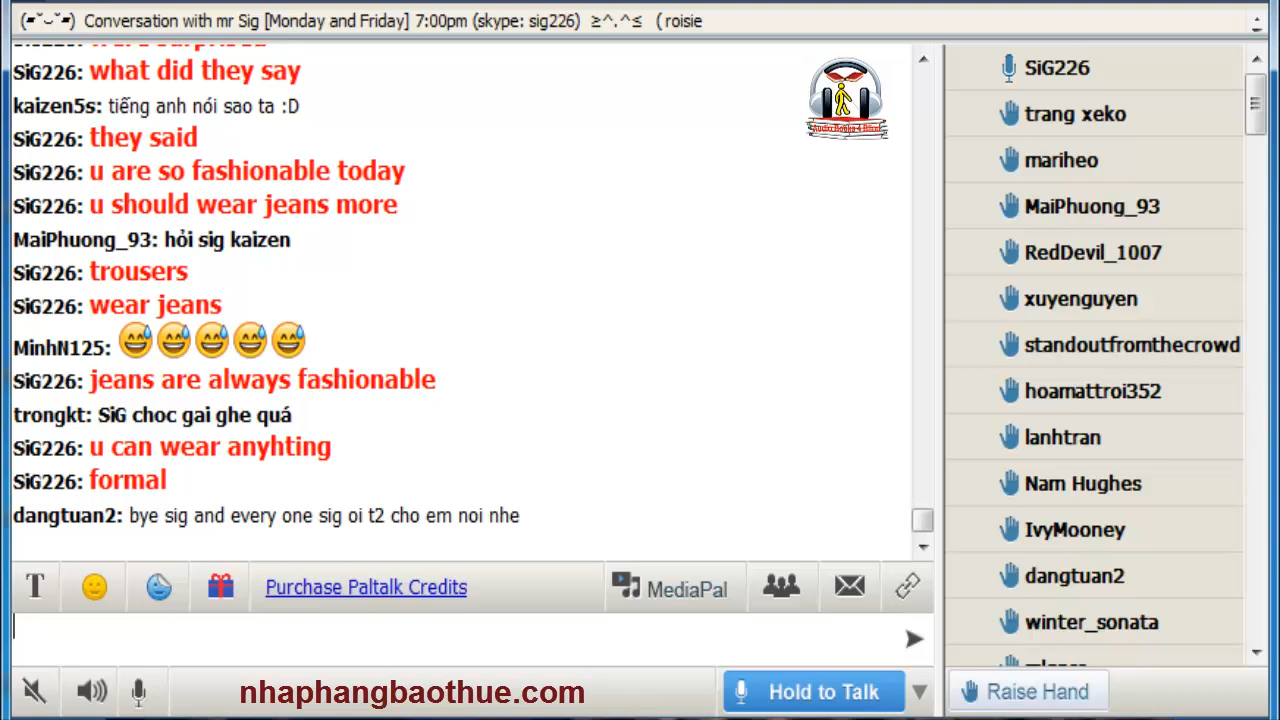 (▰˘◡˘▰) Conversation with mr Sig [Monday and Friday] 7:00pm (skype: sig226) ≥^.^≤ ( roisie
SiG226: what did they say
kaizen5s: tiếng anh nói sao ta :D
SiG226: they said
SiG226: u are so fashionable today
SiG226: u should wear jeans more
MaiPhuong_93: hỏi sig kaizen
SiG226: trousers
SiG226: wear jeans
MinhN125: 😅😅😅😅😅
SiG226: jeans are always fashionable
trongkt: SiG choc gai ghe quá
SiG226: u can wear anyhting
SiG226: formal
dangtuan2: bye sig and every one sig oi t2 cho em noi nhe
Audio Books 4 Blind
T Purchase Paltalk Credits MediaPal
nhaphangbaothue.com Hold to Talk
SiG226
trang xeko
mariheo
MaiPhuong_93
RedDevil_1007
xuyenguyen
standoutfromthecrowd
hoamattroi352
lanhtran
Nam Hughes
IvyMooney
dangtuan2
winter_sonata
Raise Hand